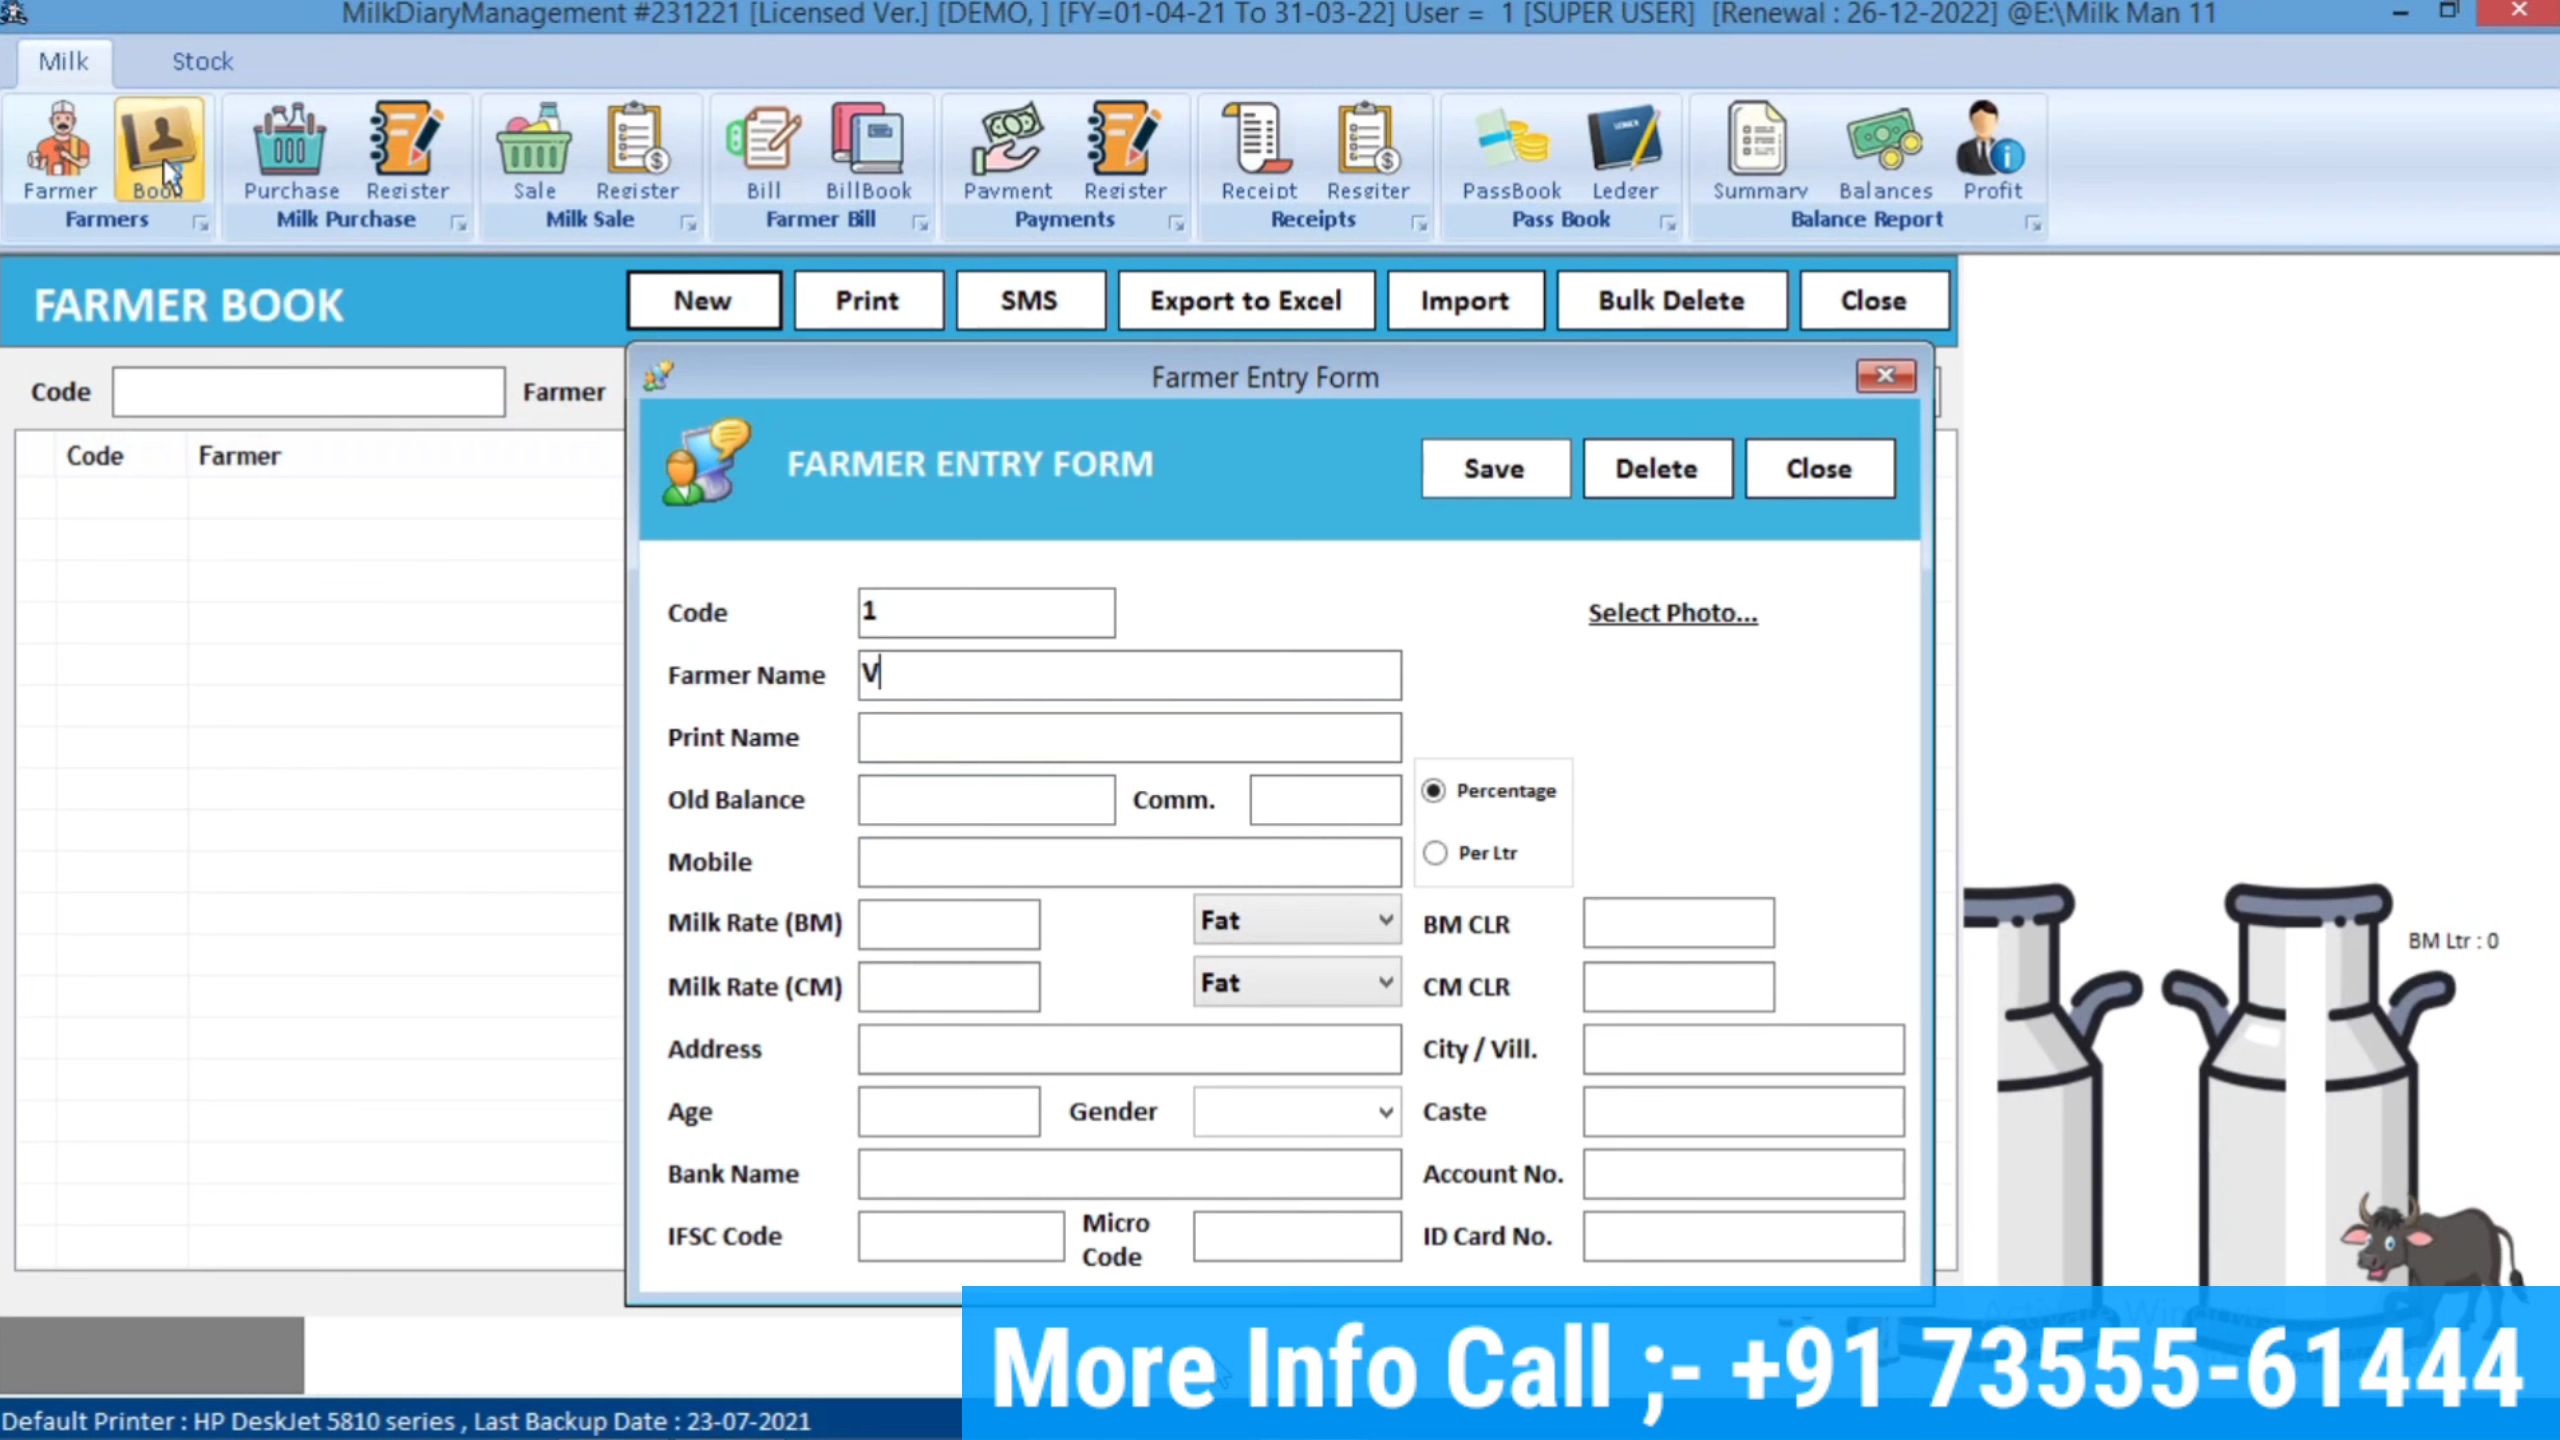 MilkDiaryManagement #231221 [Licensed Ver.] [DEMO, ] [FY=01-04-21 To 31-03-22] User = 1 [SUPER USER] [Renewal : 26-12-2022] @E:\Milk Man 11
Milk Stock
Farmer Book Purchase Register Sale Register Bill BillBook Payment Register Receipt Resgiter PassBook Ledger Summary Balances Profit
Farmers Milk Purchase Milk Sale Farmer Bill Payments Receipts Pass Book Balance Report
FARMER BOOK New Print SMS Export to Excel Import Bulk Delete Close
Code Farmer
Farmer Entry Form
Code Farmer
FARMER ENTRY FORM Save Delete Close
Code 1 Select Photo...
Farmer Name V
Print Name
Old Balance Comm. Percentage
Mobile Per Ltr
Milk Rate (BM) Fat BM CLR
BM Ltr : 0
Milk Rate (CM) Fat CM CLR
Address City / Vill.
Age Gender Caste
Bank Name Account No.
IFSC Code Micro Code ID Card No.
More Info Call ;- +91 73555-61444
Default Printer : HP DeskJet 5810 series , Last Backup Date : 23-07-2021